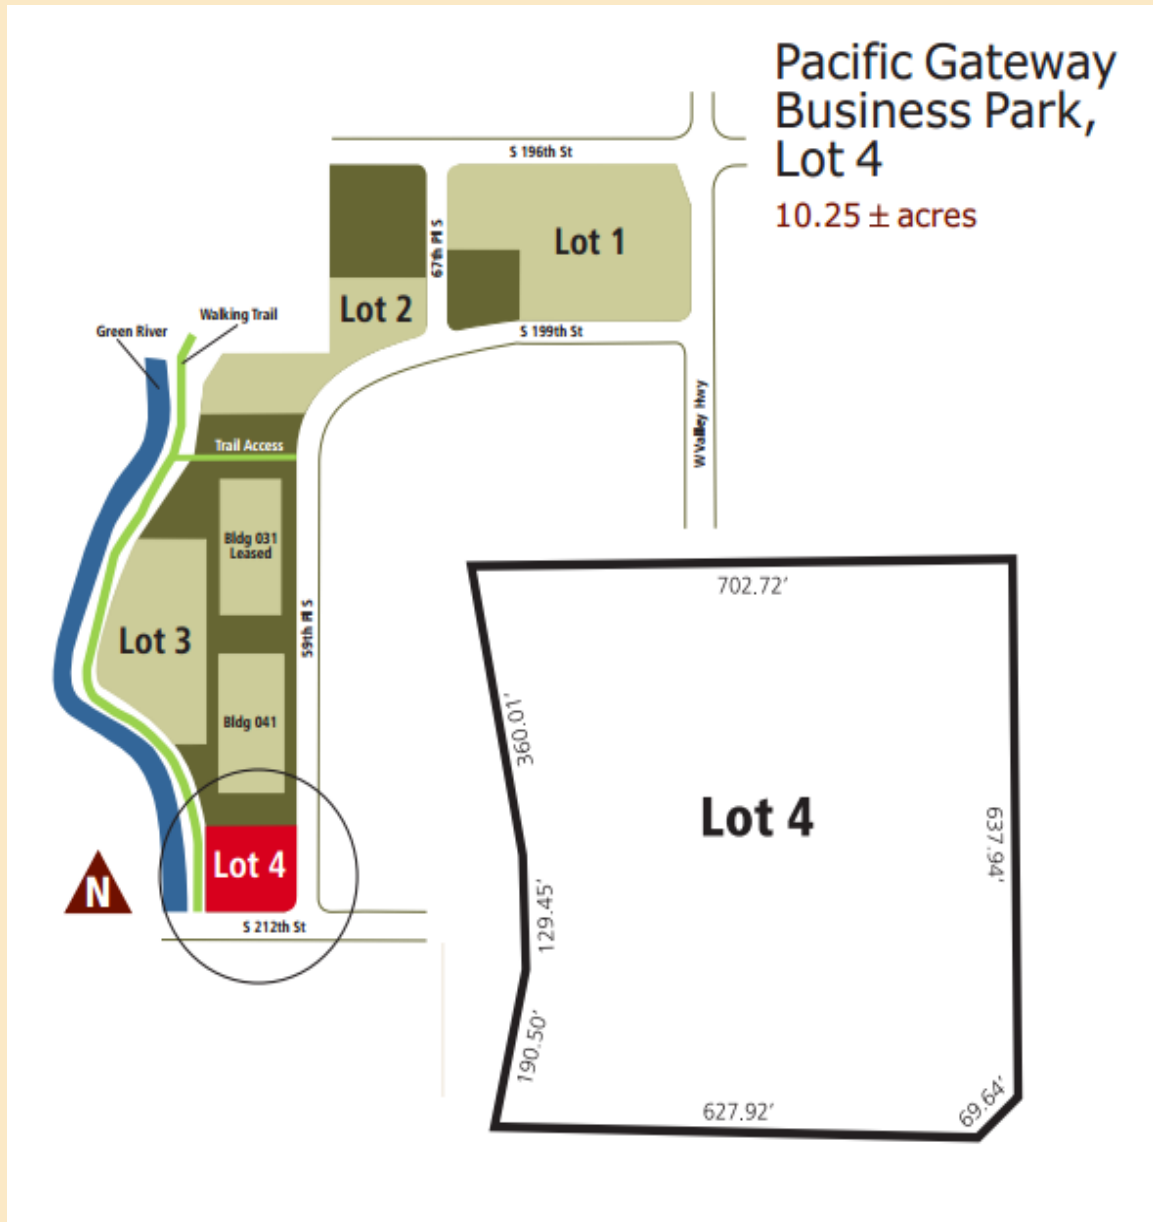 Pacific Gateway
Business Park,
Lot 4
10.25 ± acres
S 196th St
67th Pl S
Lot 1
Lot 2
S 199th St
Walking Trail
Green River
W Valley Hwy
Trail Access
Bldg 031
Leased
59th Pl S
Lot 3
Bldg 041
Lot 4
N
S 212th St
702.72'
360.01'
Lot 4
637.94'
129.45'
190.50'
69.64'
627.92'